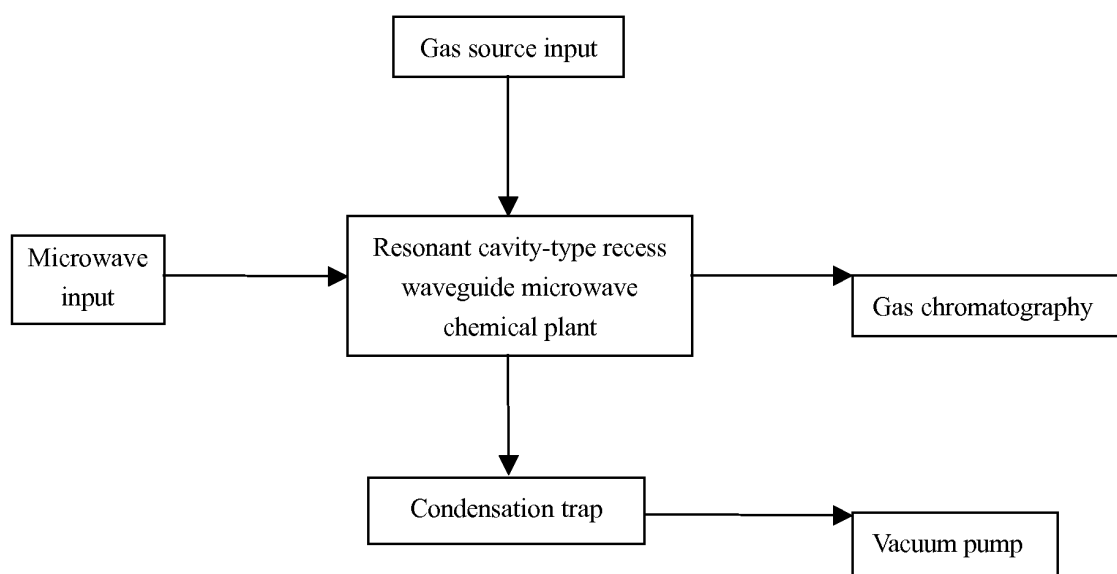 Gas source input
Microwave
input
Resonant cavity-type recess
waveguide microwave
chemical plant
Gas chromatography
Condensation trap
Vacuum pump